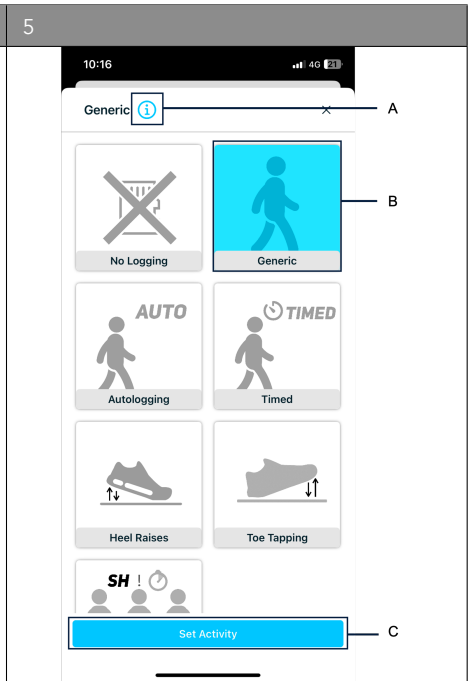 5
10:16 4G 21
Generic i × A
B
No Logging Generic
AUTO TIMED
Autologging Timed
Heel Raises Toe Tapping
SH !
Set Activity C